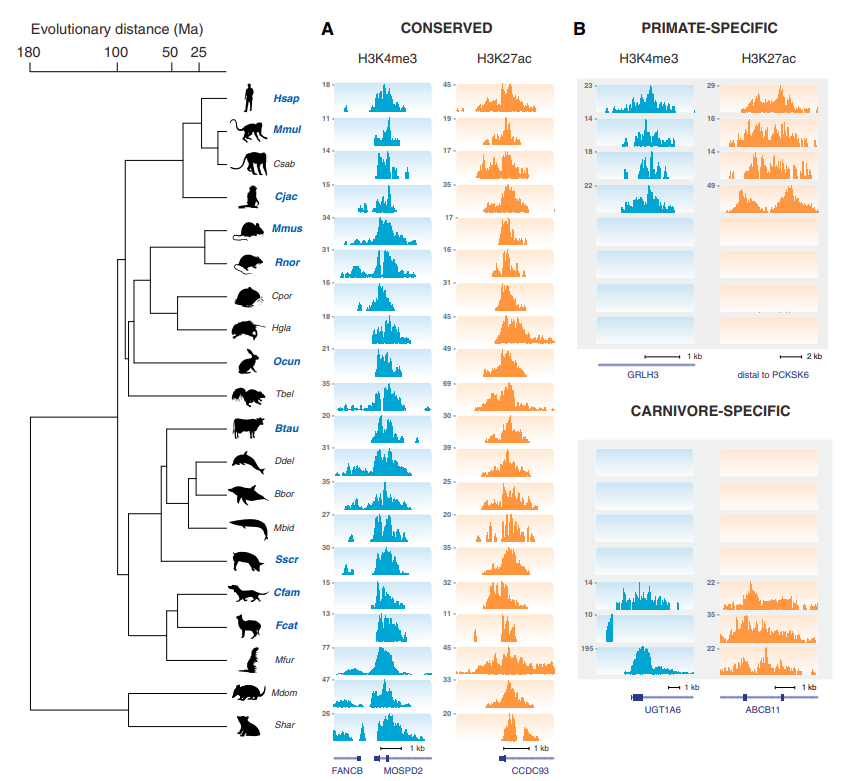 Evolutionary distance (Ma)
180 100 50 25
Hsap
Mmul
Csab
Cjac
Mmus
Rnor
Cpor
Hgla
Ocun
Tbel
Btau
Ddel
Bbor
Mbid
Sscr
Cfam
Fcat
Mfur
Mdom
Shar
A CONSERVED
H3K4me3 H3K27ac
18 45
11 19
14 17
15 35
34 17
31 16
16 31
18 45
21 49
35 69
20 30
31 39
35 25
27 20
30 35
15 32
13 11
77 45
47 33
26 20
1 kb 1 kb
FANCB MOSPD2 CCDC93
B PRIMATE-SPECIFIC
H3K4me3 H3K27ac
23 29
14 16
18 14
22 49
1 kb 2 kb
GRLH3 distal to PCKSK6
CARNIVORE-SPECIFIC
14 22
10 35
195 22
1 kb 1 kb
UGT1A6 ABCB11